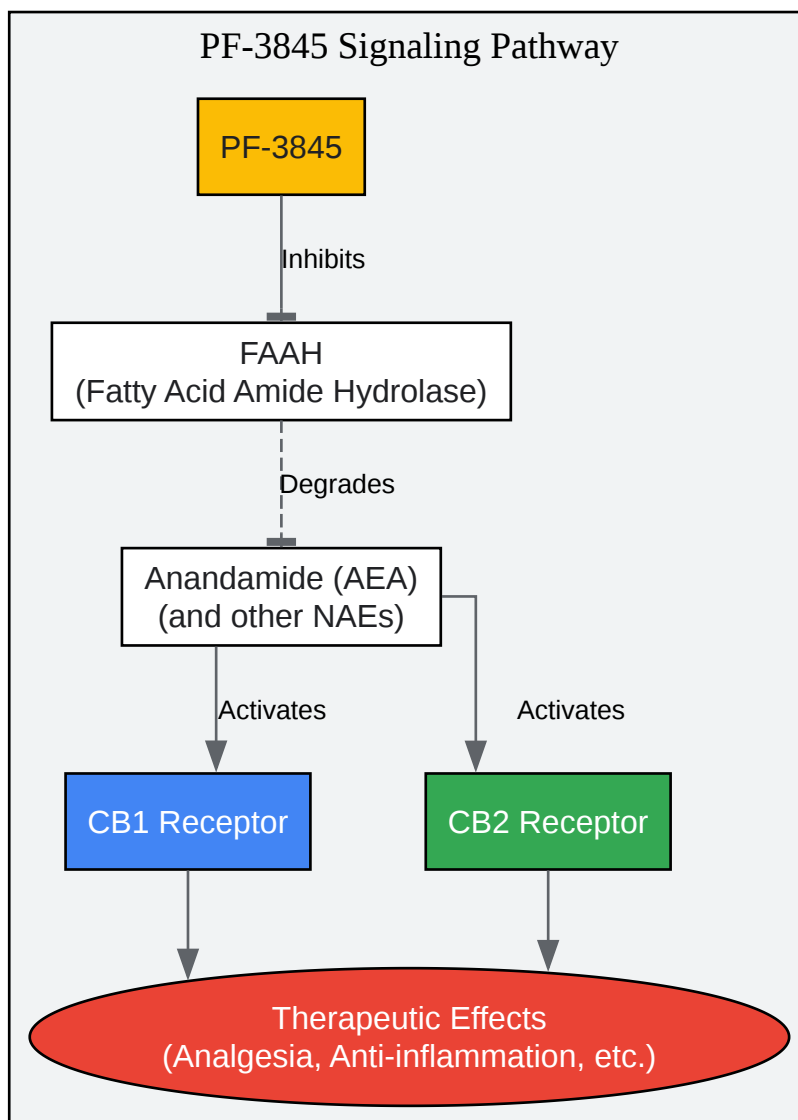 PF-3845 Signaling Pathway
PF-3845
Inhibits
FAAH
(Fatty Acid Amide Hydrolase)
Degrades
Anandamide (AEA)
(and other NAEs)
Activates
Activates
CB1 Receptor
CB2 Receptor
Therapeutic Effects
(Analgesia, Anti-inflammation, etc.)